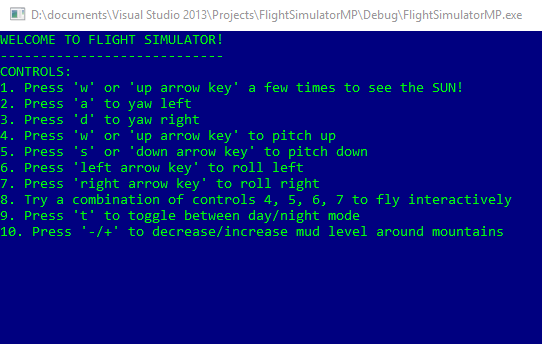 D:\documents\Visual Studio 2013\Projects\FlightSimulatorMP\Debug\FlightSimulatorMP.exe
WELCOME TO FLIGHT SIMULATOR!
----------------------------
CONTROLS:
1. Press 'w' or 'up arrow key' a few times to see the SUN!
2. Press 'a' to yaw left
3. Press 'd' to yaw right
4. Press 'w' or 'up arrow key' to pitch up
5. Press 's' or 'down arrow key' to pitch down
6. Press 'left arrow key' to roll left
7. Press 'right arrow key' to roll right
8. Try a combination of controls 4, 5, 6, 7 to fly interactively
9. Press 't' to toggle between day/night mode
10. Press '-/+' to decrease/increase mud level around mountains